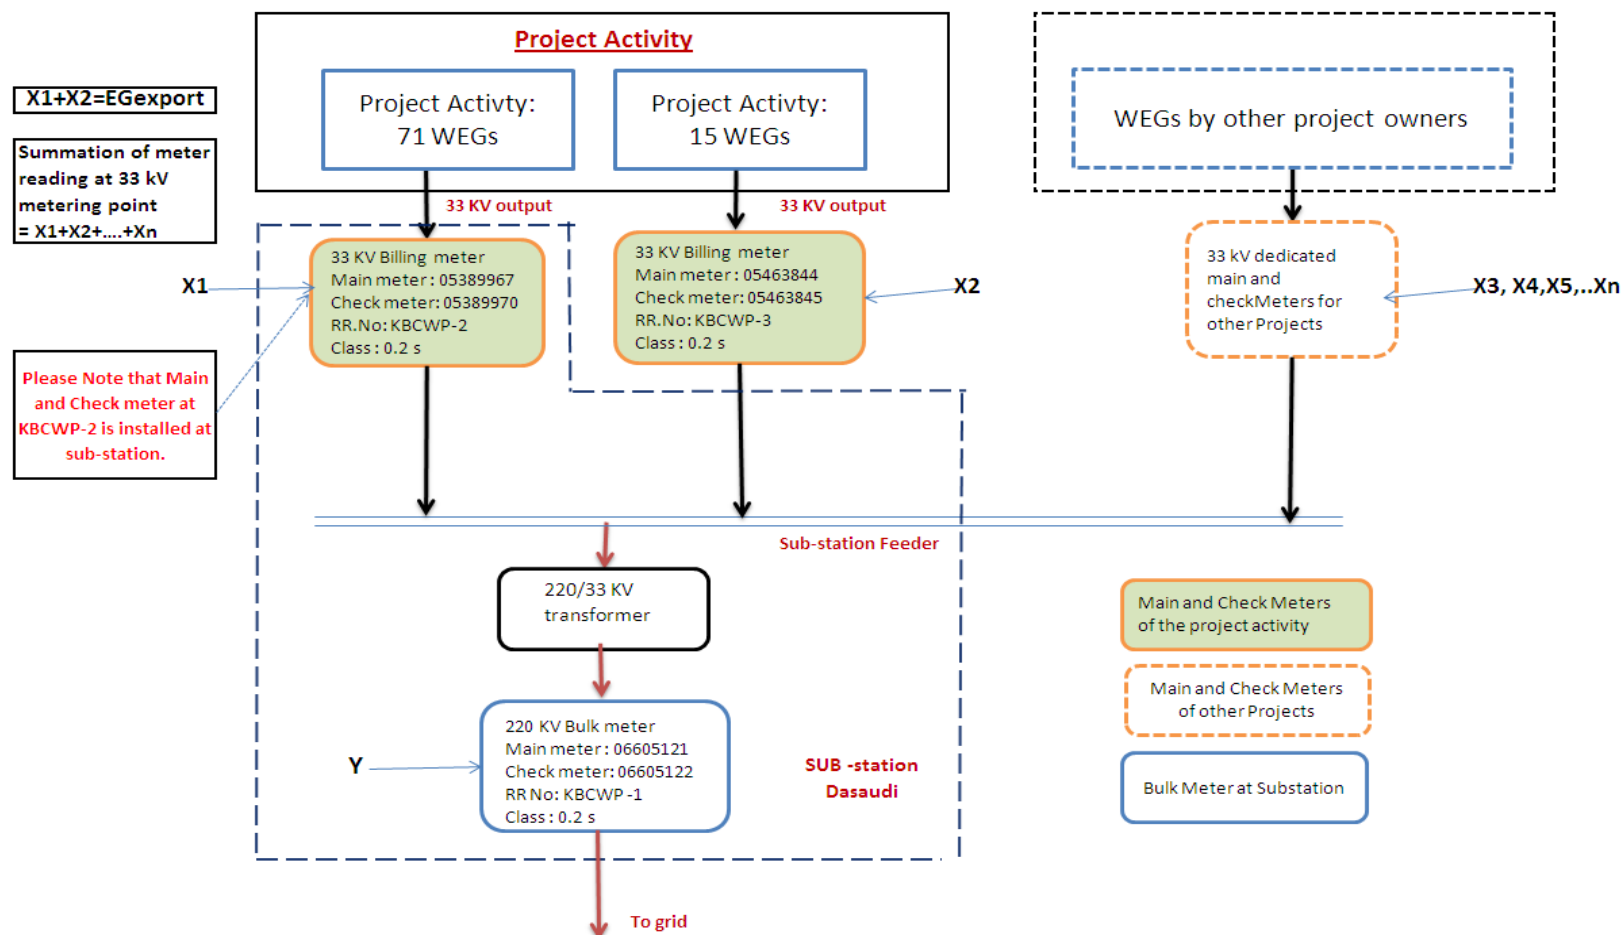 Project Activity
Project Activty:
71 WEGs
Project Activty:
15 WEGs
WEGs by other project owners
X1+X2=EGexport
Summation of meter
reading at 33 kV
metering point
= X1+X2+....+Xn
33 KV output
33 KV output
X1
33 KV Billing meter
Main meter : 05389967
Check meter: 05389970
RR.No: KBCWP-2
Class : 0.2 s
33 KV Billing meter
Main meter : 05463844
Check meter: 05463845
RR.No: KBCWP-3
Class : 0.2 s
X2
33 kV dedicated
main and
checkMeters for
other Projects
X3, X4,X5,..Xn
Please Note that Main
and Check meter at
KBCWP-2 is installed at
sub-station.
Sub-station Feeder
220/33 KV
transformer
Main and Check Meters
of the project activity
Main and Check Meters
of other Projects
Bulk Meter at Substation
Y
220 KV Bulk meter
Main meter : 06605121
Check meter: 06605122
RR No: KBCWP -1
Class : 0.2 s
SUB -station
Dasaudi
To grid